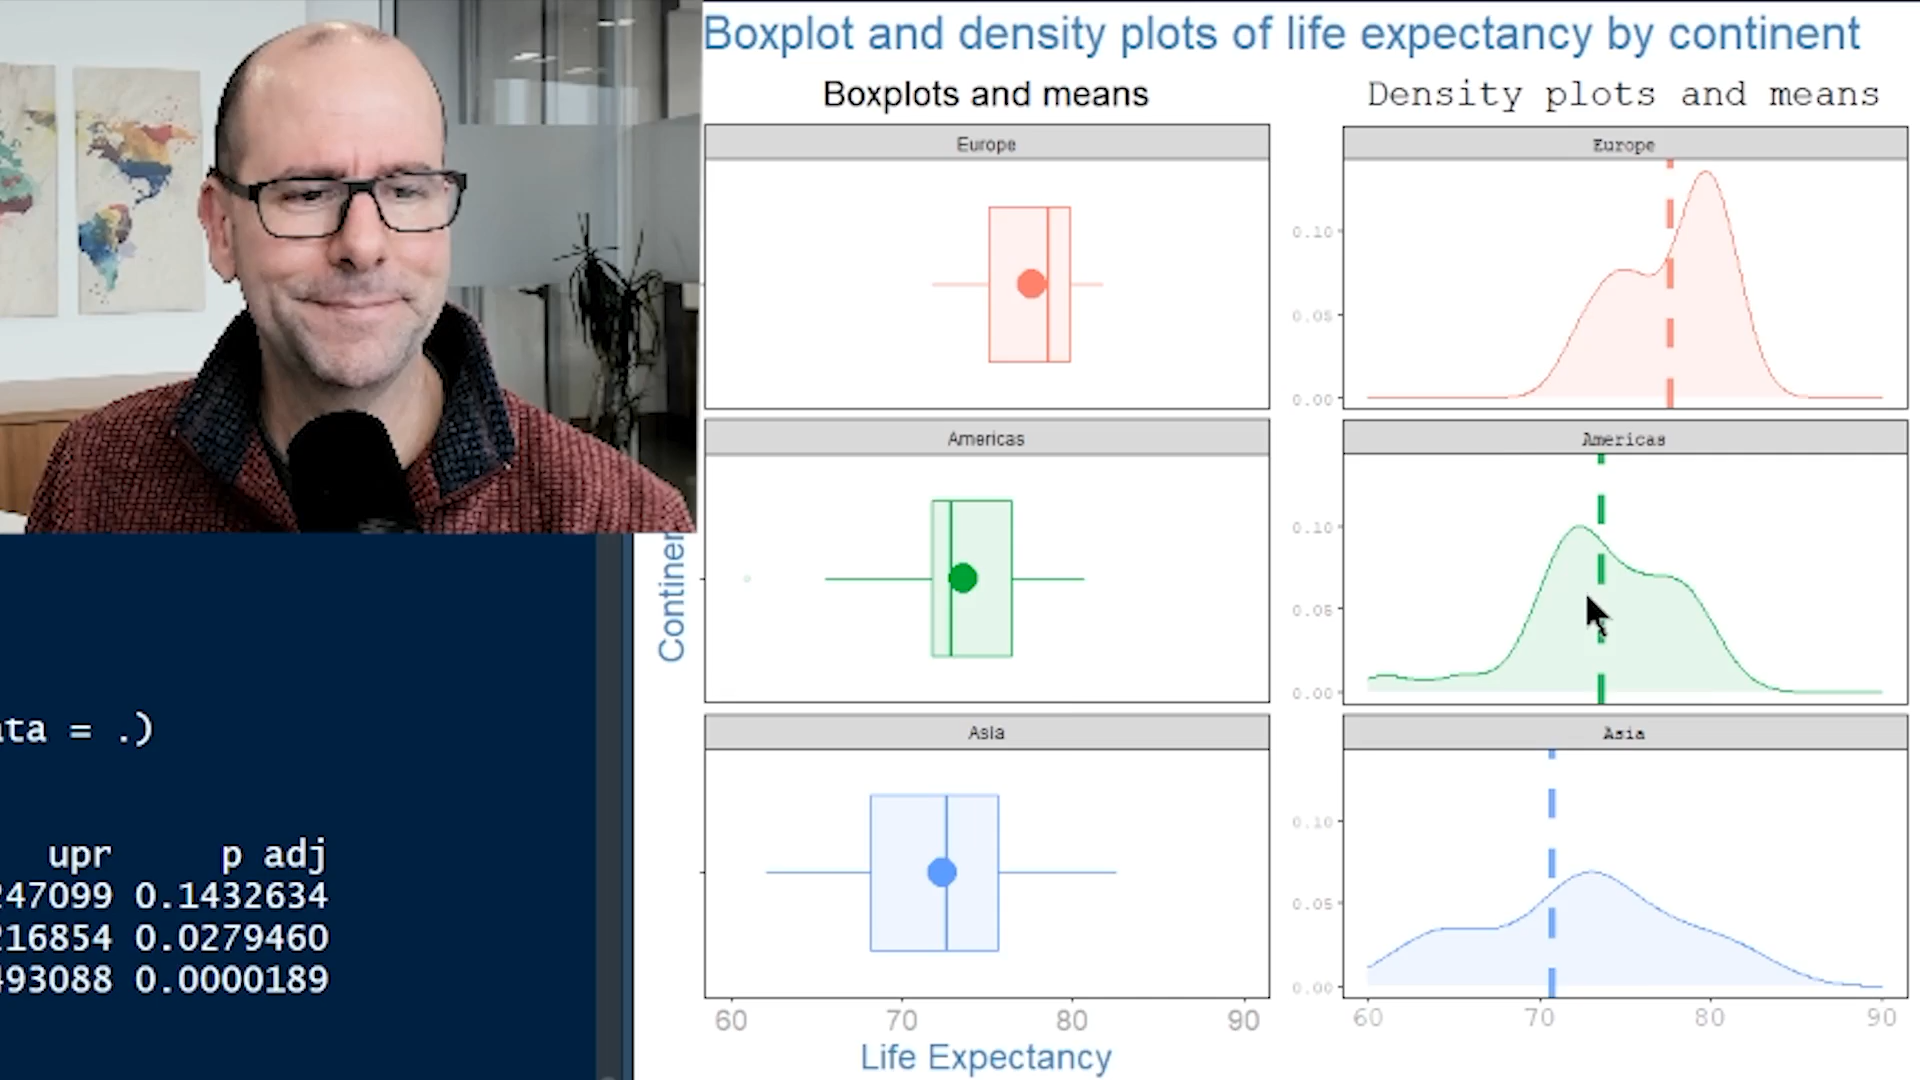 Boxplot and density plots of life expectancy by continent
Boxplots and means
Density plots and means
Europe
Europe
0.10
0.05
0.00
Americas
Americas
0.10
0.05
0.00
Continen
Asia
Asia
0.10
0.05
0.00
60 70 80 90
60 70 80 90
Life Expectancy
ata = .)
upr p adj
247099 0.1432634
216854 0.0279460
493088 0.0000189